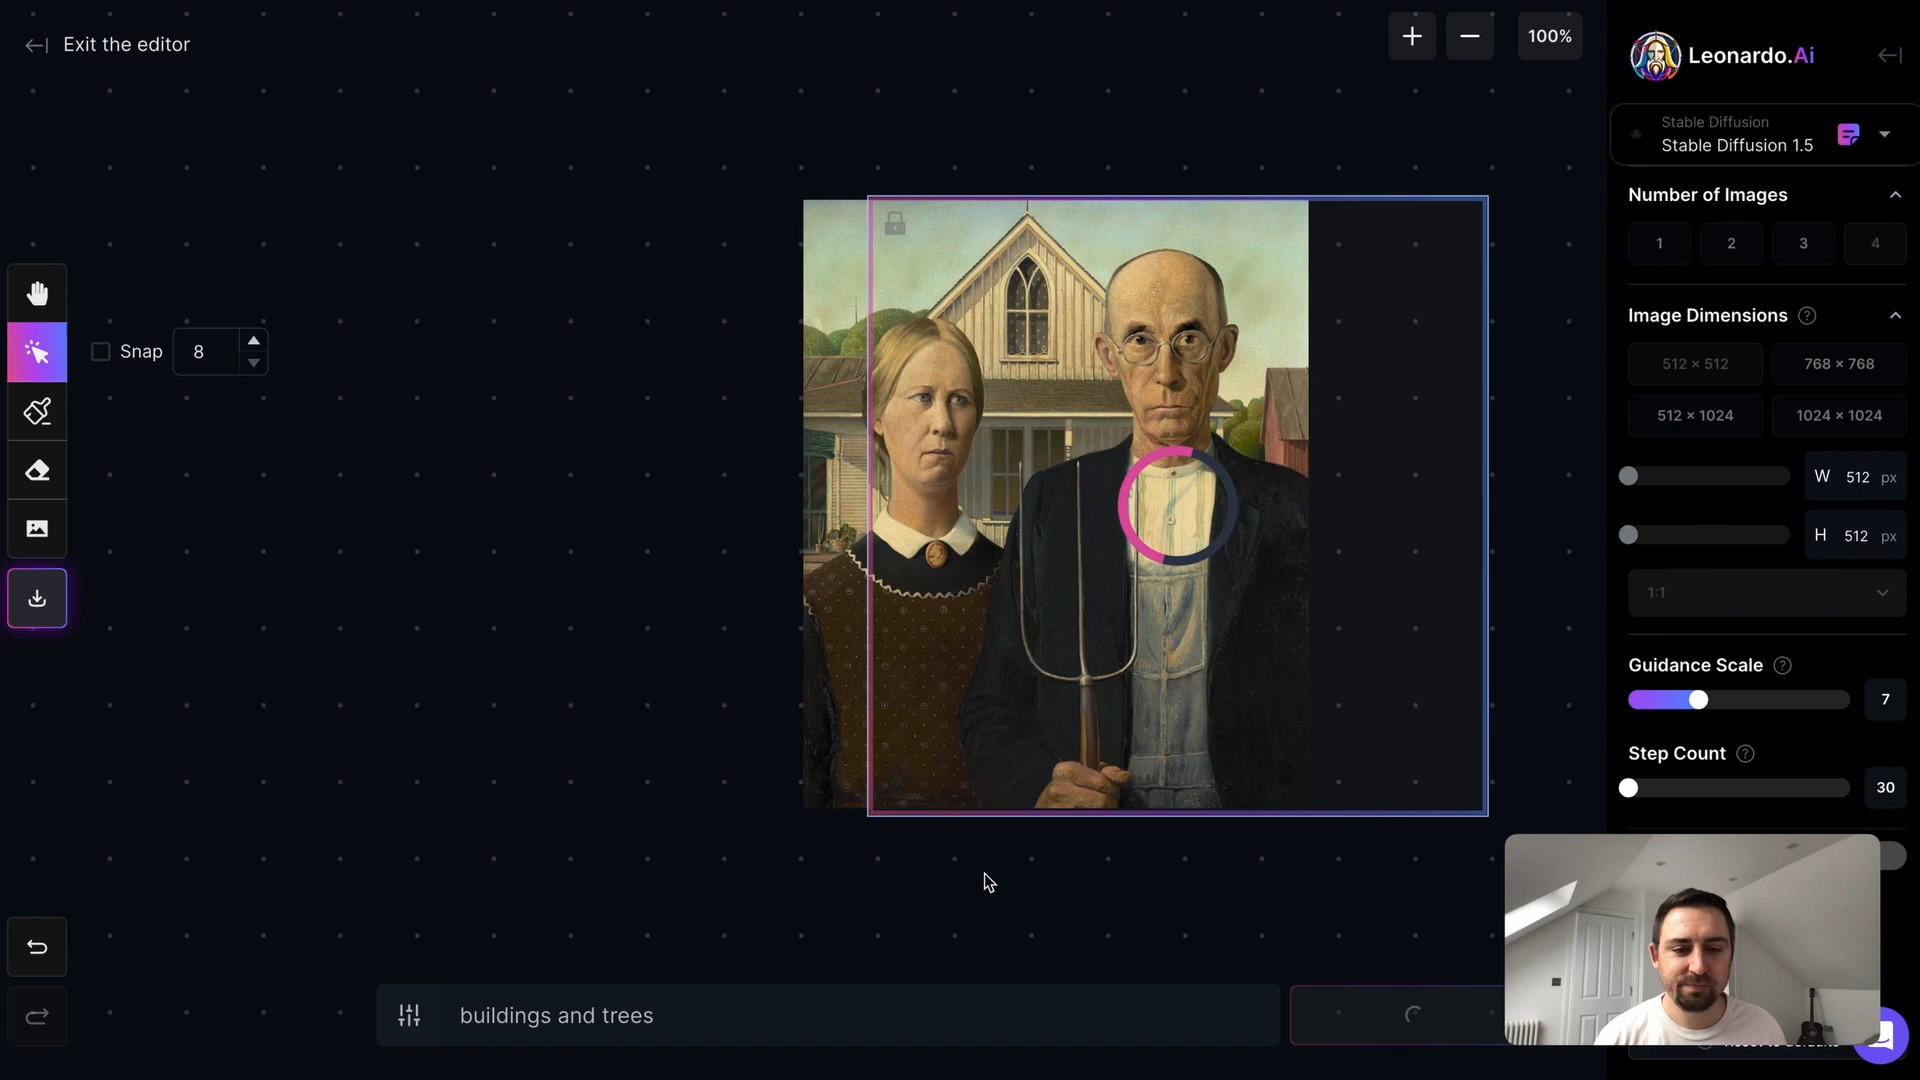 Exit the editor
100%
Leonardo.Ai
Stable Diffusion
Stable Diffusion 1.5
Number of Images
1 2 3 4
Image Dimensions ?
512 × 512 768 × 768
512 × 1024 1024 × 1024
W 512 px
H 512 px
1:1
Guidance Scale ?
7
Step Count ?
30
Snap 8
buildings and trees